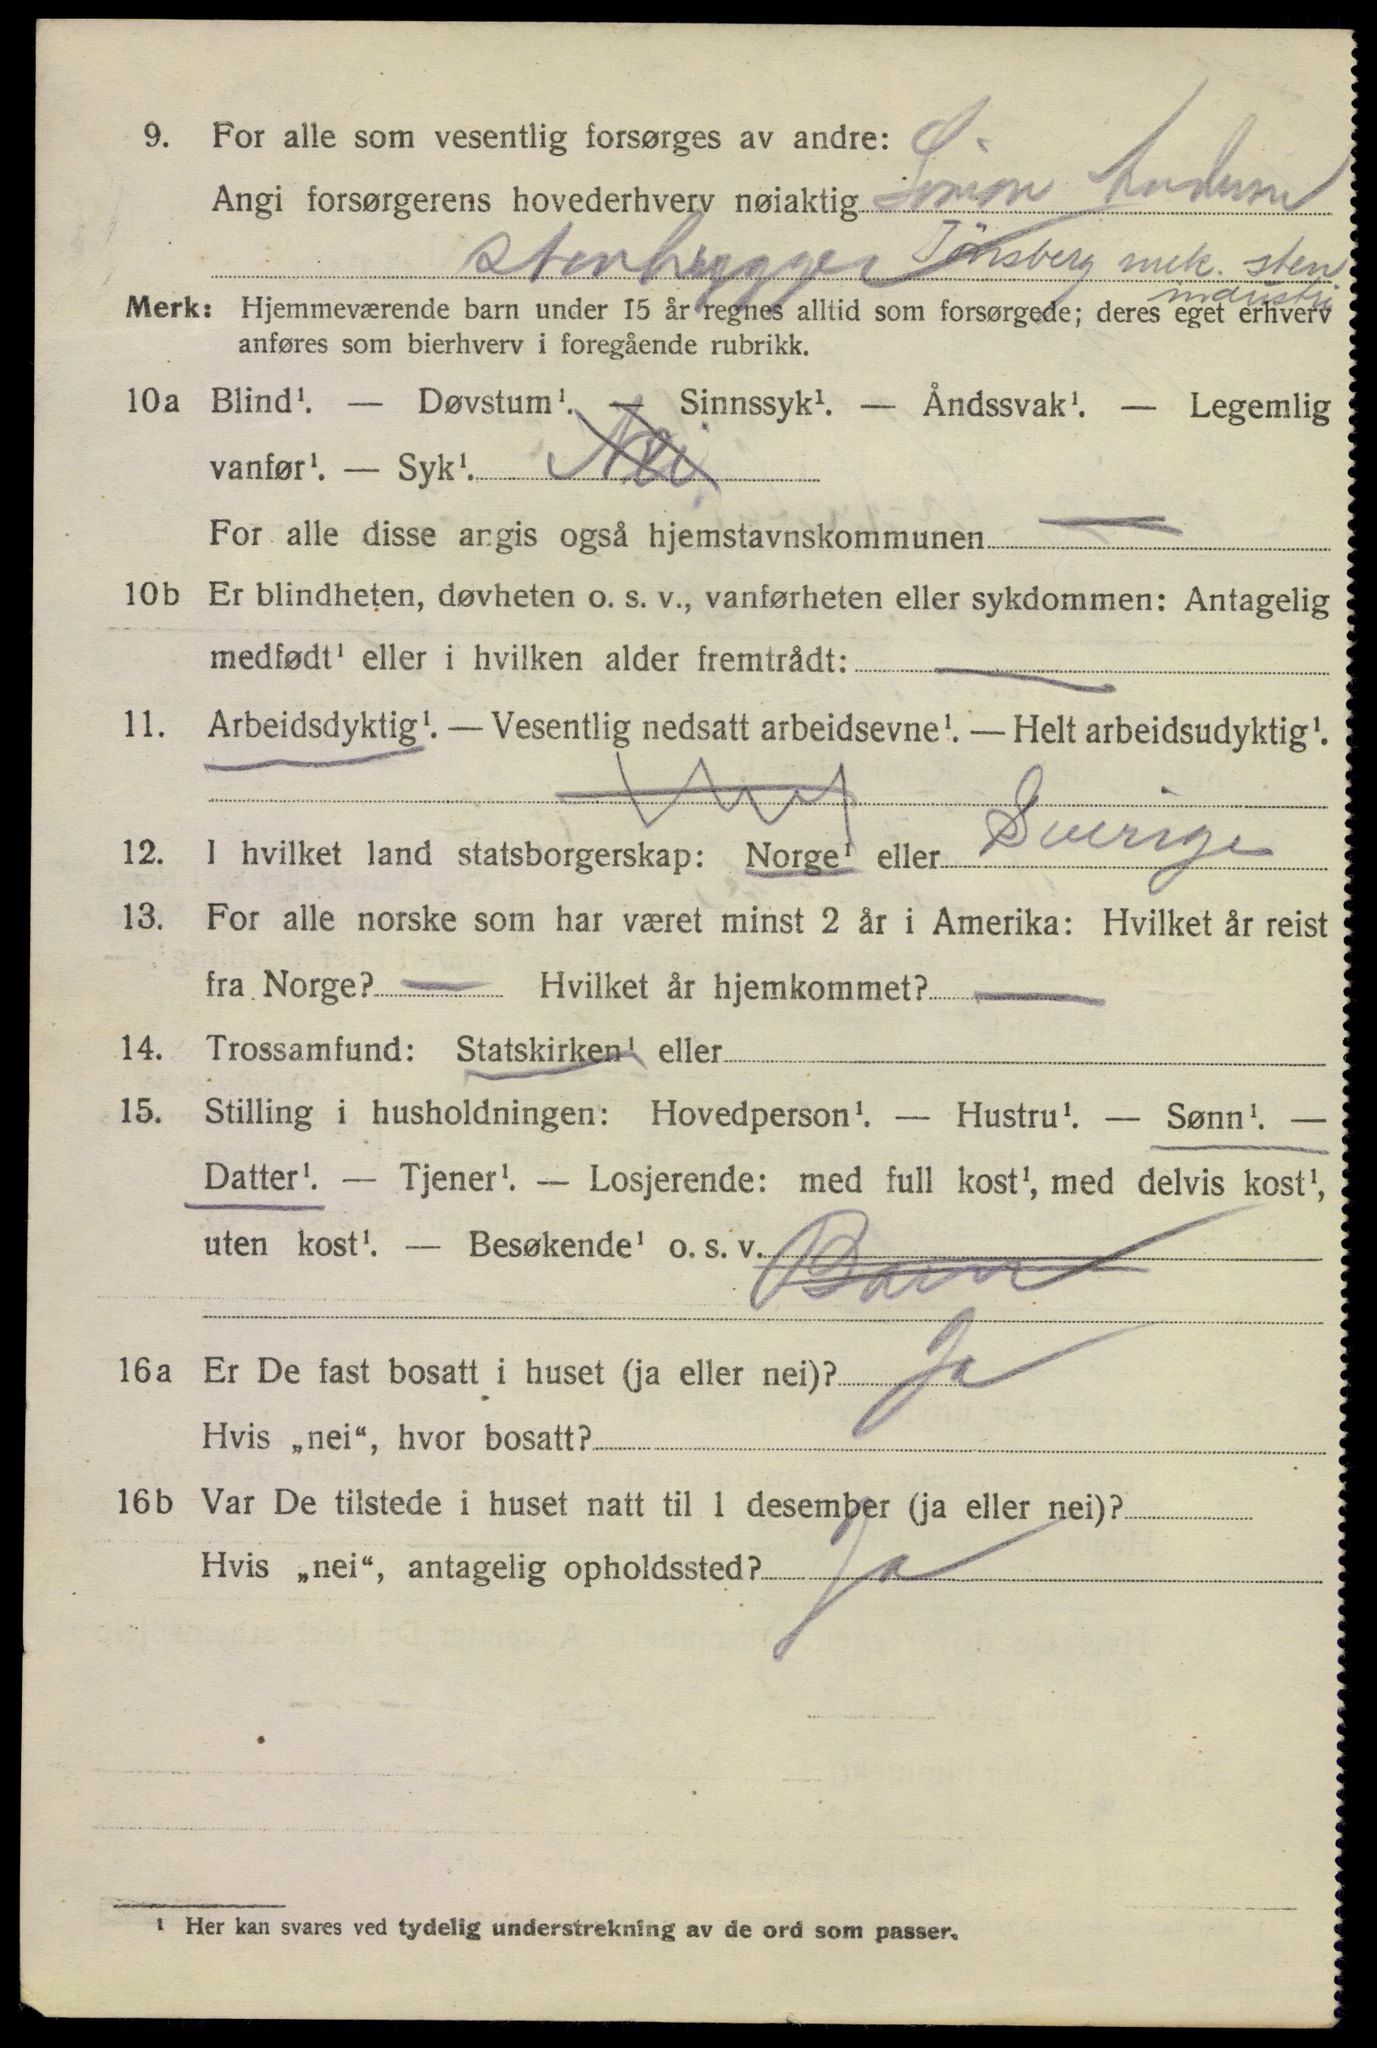 9. For alle som vesentlig forsørges av andre:
Angi forsørgerens hovederhverv nøiaktig Simon Anderson
Stenhugger Tönsberg mek. sten
industri
Merk: Hjemmeværende barn under 15 år regnes alltid som forsørgede; deres eget erhverv
anføres som bierhverv i foregående rubrikk.
10a Blind¹. — Døvstum¹. — Sinnssyk¹. — Åndssvak¹. — Legemlig
vanfør¹. — Syk¹. Nei
For alle disse angis også hjemstavnskommunen —
10b Er blindheten, døvheten o. s. v., vanførheten eller sykdommen: Antagelig
medfødt¹ eller i hvilken alder fremtrådt: —
11. Arbeidsdyktig¹. — Vesentlig nedsatt arbeidsevne¹. — Helt arbeidsudyktig¹.
12. I hvilket land statsborgerskap: Norge¹ eller Sverige
13. For alle norske som har været minst 2 år i Amerika: Hvilket år reist
fra Norge? — Hvilket år hjemkommet? —
14. Trossamfund: Statskirken¹ eller
15. Stilling i husholdningen: Hovedperson¹. — Hustru¹. — Sønn¹. —
Datter¹. — Tjener¹. — Losjerende: med full kost¹, med delvis kost¹,
uten kost¹. — Besøkende¹ o. s. v. Barn
16a Er De fast bosatt i huset (ja eller nei)? Ja
Hvis „nei“, hvor bosatt?
16b Var De tilstede i huset natt til 1 desember (ja eller nei)?
Hvis „nei“, antagelig opholdssted? Ja
¹ Her kan svares ved tydelig understrekning av de ord som passer.